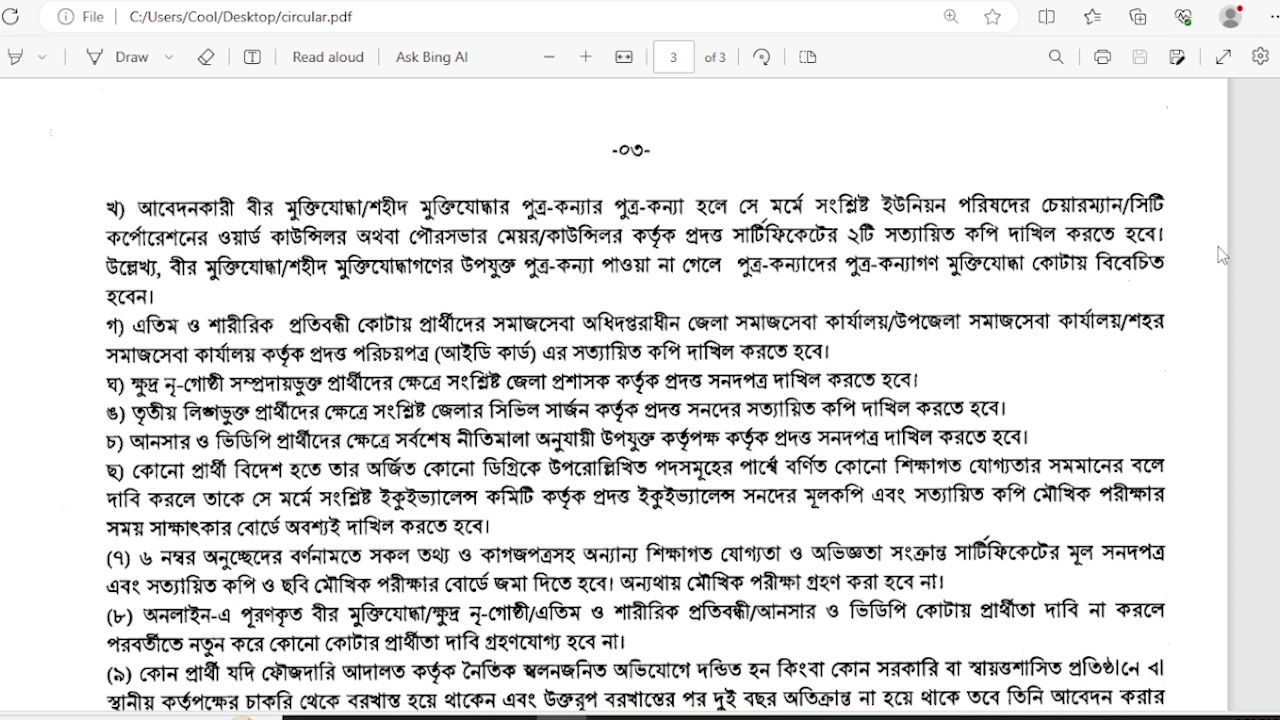 File
C:/Users/Cool/Desktop/circular.pdf
Draw
Read aloud
Ask Bing AI
3
of 3
-০৩-
খ) আবেদনকারী বীর মুক্তিযোদ্ধা/শহীদ মুক্তিযোদ্ধার পুত্র-কন্যার পুত্র-কন্যা হলে সে মর্মে সংশ্লিষ্ট ইউনিয়ন পরিষদের চেয়ারম্যান/সিটি
কর্পোরেশনের ওয়ার্ড কাউন্সিলর অথবা পৌরসভার মেয়র/কাউন্সিলর কর্তৃক প্রদত্ত সার্টিফিকেটের ২টি সত্যায়িত কপি দাখিল করতে হবে।
উল্লেখ্য, বীর মুক্তিযোদ্ধা/শহীদ মুক্তিযোদ্ধাগণের উপযুক্ত পুত্র-কন্যা পাওয়া না গেলে পুত্র-কন্যাদের পুত্র-কন্যাগণ মুক্তিযোদ্ধা কোটায় বিবেচিত
হবেন।
গ) এতিম ও শারীরিক প্রতিবন্ধী কোটায় প্রার্থীদের সমাজসেবা অধিদপ্তরাধীন জেলা সমাজসেবা কার্যালয়/উপজেলা সমাজসেবা কার্যালয়/শহর
সমাজসেবা কার্যালয় কর্তৃক প্রদত্ত পরিচয়পত্র (আইডি কার্ড) এর সত্যায়িত কপি দাখিল করতে হবে।
ঘ) ক্ষুদ্র নৃ-গোষ্ঠী সম্প্রদায়ভুক্ত প্রার্থীদের ক্ষেত্রে সংশ্লিষ্ট জেলা প্রশাসক কর্তৃক প্রদত্ত সনদপত্র দাখিল করতে হবে।
ঙ) তৃতীয় লিঙ্গভুক্ত প্রার্থীদের ক্ষেত্রে সংশ্লিষ্ট জেলার সিভিল সার্জন কর্তৃক প্রদত্ত সনদের সত্যায়িত কপি দাখিল করতে হবে।
চ) আনসার ও ভিডিপি প্রার্থীদের ক্ষেত্রে সর্বশেষ নীতিমালা অনুযায়ী উপযুক্ত কর্তৃপক্ষ কর্তৃক প্রদত্ত সনদপত্র দাখিল করতে হবে।
ছ) কোনো প্রার্থী বিদেশ হতে তার অর্জিত কোনো ডিগ্রিকে উপরোল্লিখিত পদসমূহের পার্শ্বে বর্ণিত কোনো শিক্ষাগত যোগ্যতার সমমানের বলে
দাবি করলে তাকে সে মর্মে সংশ্লিষ্ট ইকুইভ্যালেন্স কমিটি কর্তৃক প্রদত্ত ইকুইভ্যালেন্স সনদের মূলকপি এবং সত্যায়িত কপি মৌখিক পরীক্ষার
সময় সাক্ষাৎকার বোর্ডে অবশ্যই দাখিল করতে হবে।
(৭) ৬ নম্বর অনুচ্ছেদের বর্ণনামতে সকল তথ্য ও কাগজপত্রসহ অন্যান্য শিক্ষাগত যোগ্যতা ও অভিজ্ঞতা সংক্রান্ত সার্টিফিকেটের মূল সনদপত্র
এবং সত্যায়িত কপি ও ছবি মৌখিক পরীক্ষার বোর্ডে জমা দিতে হবে। অন্যথায় মৌখিক পরীক্ষা গ্রহণ করা হবে না।
(৮) অনলাইন-এ পূরণকৃত বীর মুক্তিযোদ্ধা/ক্ষুদ্র নৃ-গোষ্ঠী/এতিম ও শারীরিক প্রতিবন্ধী/আনসার ও ভিডিপি কোটায় প্রার্থীতা দাবি না করলে
পরবর্তীতে নতুন করে কোনো কোটার প্রার্থীতা দাবি গ্রহণযোগ্য হবে না।
(৯) কোন প্রার্থী যদি ফৌজদারি আদালত কর্তৃক নৈতিক স্খলনজনিত অভিযোগে দন্ডিত হন কিংবা কোন সরকারি বা স্বায়ত্তশাসিত প্রতিষ্ঠানে বা
স্থানীয় কর্তৃপক্ষের চাকরি থেকে বরখাস্ত হয়ে থাকেন এবং উক্তরূপ বরখাস্তের পর দুই বছর অতিক্রান্ত না হয়ে থাকে তবে তিনি আবেদন করার